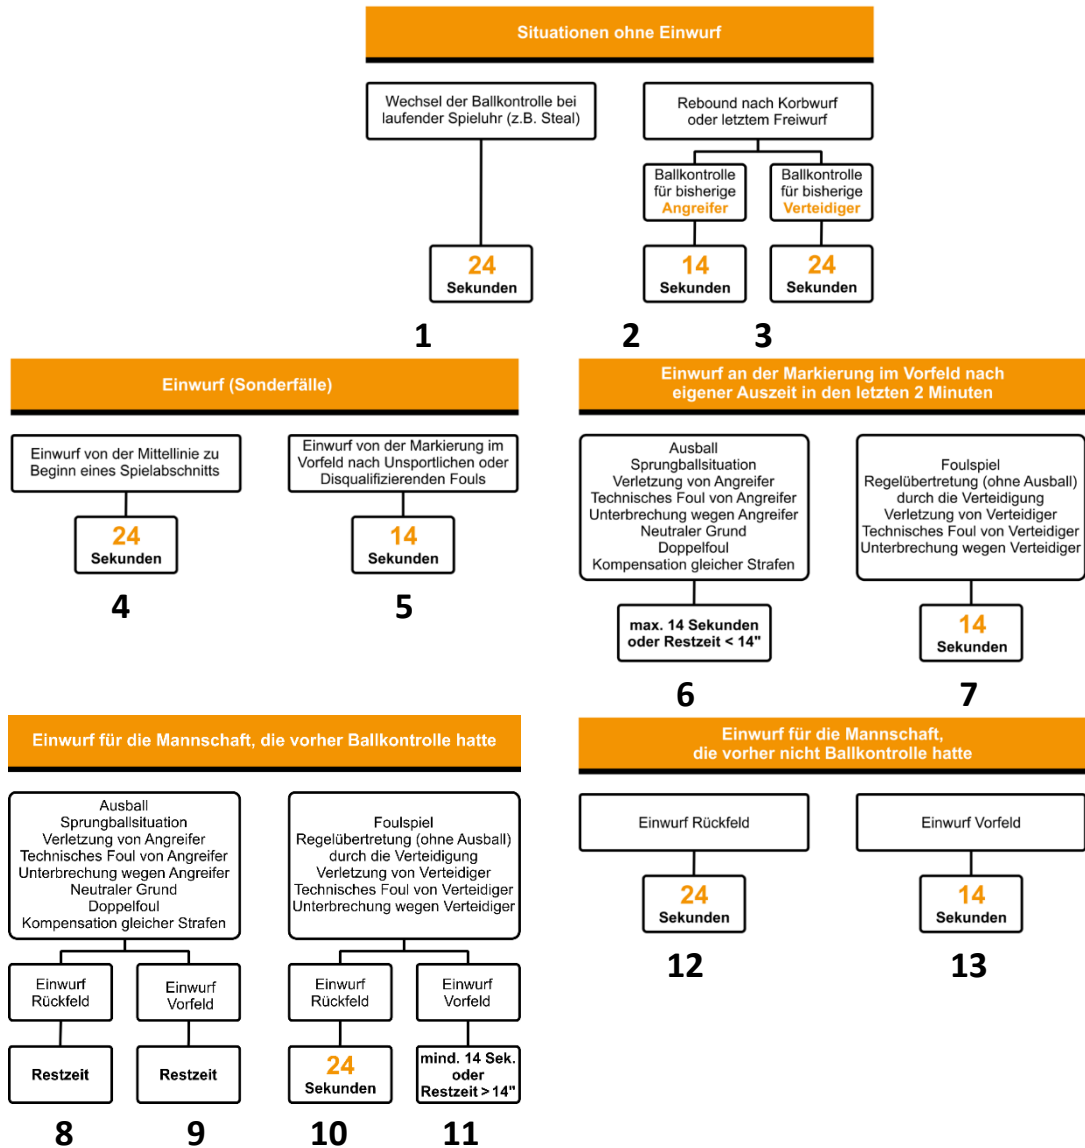 Situationen ohne Einwurf
Wechsel der Ballkontrolle bei
laufender Spieluhr (z.B. Steal)
Rebound nach Korbwurf
oder letztem Freiwurf
Ballkontrolle
für bisherige
Angreifer
Ballkontrolle
für bisherige
Verteidiger
24
Sekunden
14
Sekunden
24
Sekunden
1
2
3
Einwurf (Sonderfälle)
Einwurf von der Mittellinie zu
Beginn eines Spielabschnitts
Einwurf von der Markierung im
Vorfeld nach Unsportlichen oder
Disqualifizierenden Fouls
24
Sekunden
14
Sekunden
4
5
Einwurf an der Markierung im Vorfeld nach
eigener Auszeit in den letzten 2 Minuten
Ausball
Sprungballsituation
Verletzung von Angreifer
Technisches Foul von Angreifer
Unterbrechung wegen Angreifer
Neutraler Grund
Doppelfoul
Kompensation gleicher Strafen
Foulspiel
Regelübertretung (ohne Ausball)
durch die Verteidigung
Verletzung von Verteidiger
Technisches Foul von Verteidiger
Unterbrechung wegen Verteidiger
max. 14 Sekunden
oder Restzeit < 14"
14
Sekunden
6
7
Einwurf für die Mannschaft, die vorher Ballkontrolle hatte
Ausball
Sprungballsituation
Verletzung von Angreifer
Technisches Foul von Angreifer
Unterbrechung wegen Angreifer
Neutraler Grund
Doppelfoul
Kompensation gleicher Strafen
Foulspiel
Regelübertretung (ohne Ausball)
durch die Verteidigung
Verletzung von Verteidiger
Technisches Foul von Verteidiger
Unterbrechung wegen Verteidiger
Einwurf
Rückfeld
Einwurf
Vorfeld
Einwurf
Rückfeld
Einwurf
Vorfeld
Restzeit
Restzeit
24
Sekunden
mind. 14 Sek.
oder
Restzeit > 14"
8
9
10
11
Einwurf für die Mannschaft,
die vorher nicht Ballkontrolle hatte
Einwurf Rückfeld
Einwurf Vorfeld
24
Sekunden
14
Sekunden
12
13